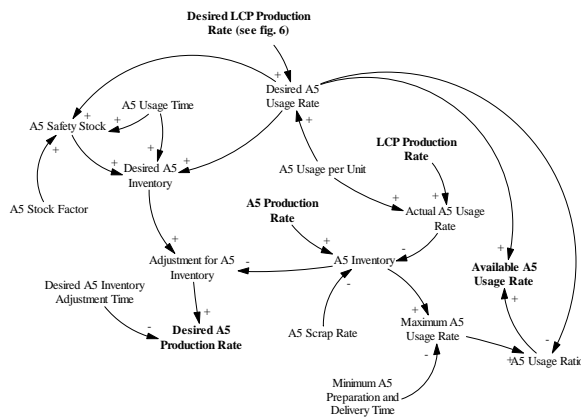 Desired LCP Production
Rate (see fig. 6)
+
Desired A5
Usage Rate
A5 Usage Time
+
+
A5 Safety Stock
+
+
+
+
+
Desired A5
Inventory
A5 Usage per Unit
LCP Production
Rate
A5 Stock Factor
A5 Production
Rate
+
+
Actual A5 Usage
Rate
+
+
-
+
Adjustment for A5
Inventory
-
A5 Inventory
Available A5
Usage Rate
Desired A5 Inventory
Adjustment Time
-
+
+
+
-
Desired A5
Production Rate
A5 Scrap Rate
Maximum A5
Usage Rate
-
-
+
A5 Usage Ratio
Minimum A5
Preparation and
Delivery Time